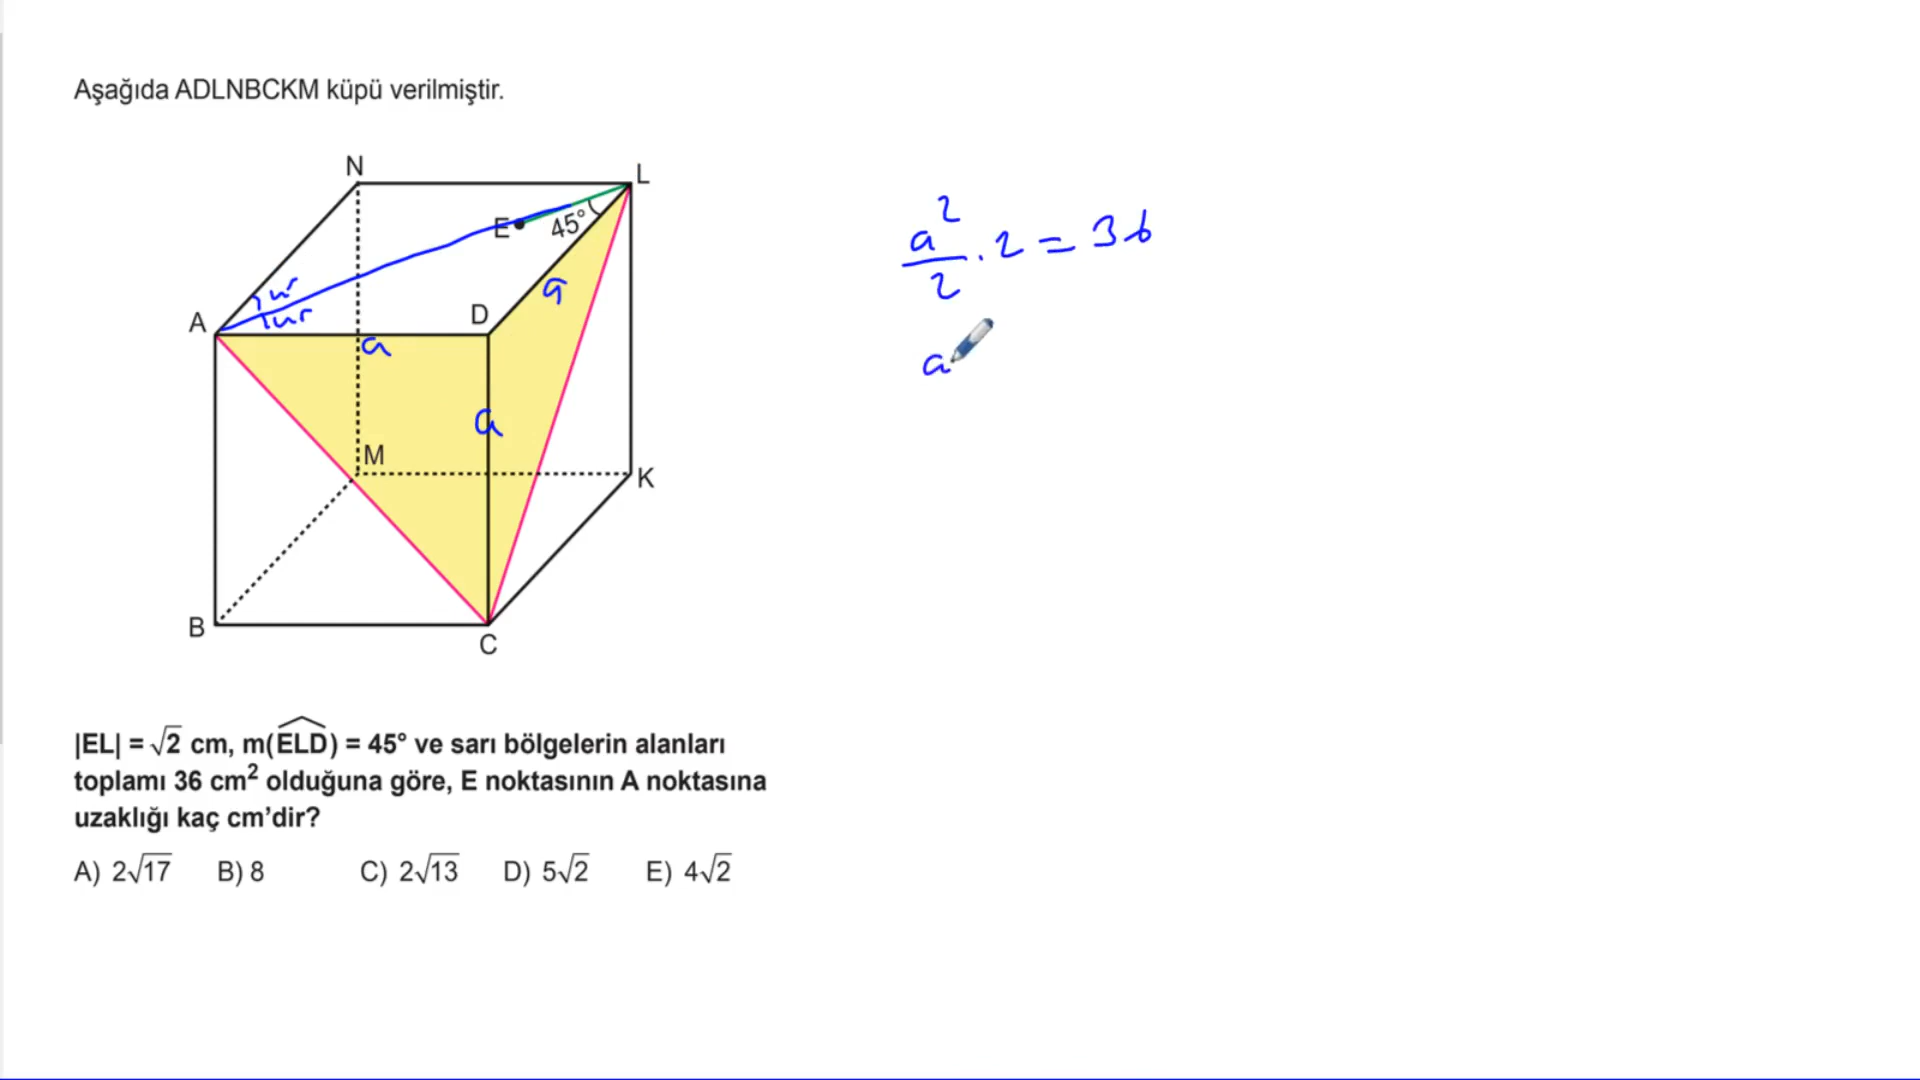 Aşağıda ADLNBCKM küpü verilmiştir.
N
L
E
45°
a
D
A
a
a
M
K
B
C
a²/2 . 2 = 36
a
|EL| = √2 cm, m(ELD) = 45° ve sarı bölgelerin alanları
toplamı 36 cm² olduğuna göre, E noktasının A noktasına
uzaklığı kaç cm'dir?
A) 2√17 B) 8 C) 2√13 D) 5√2 E) 4√2